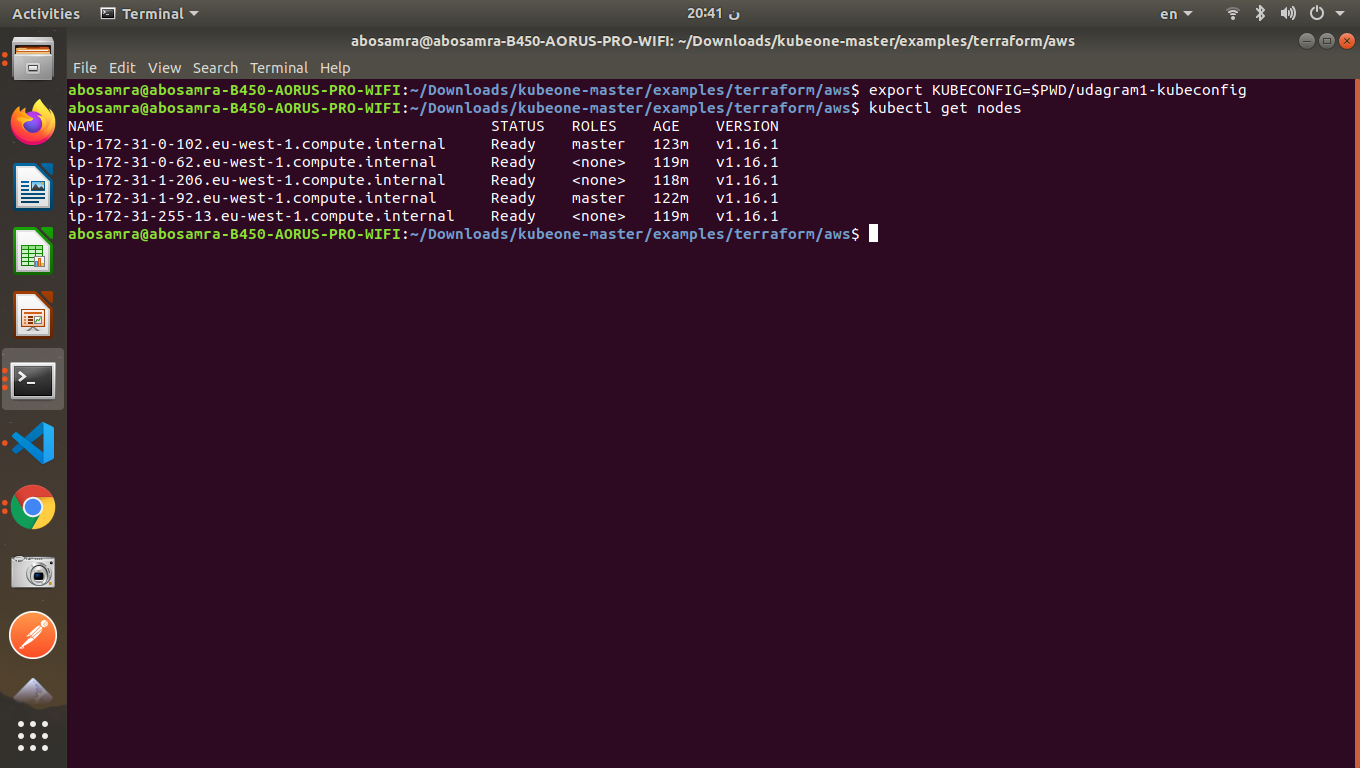 Activities Terminal 20:41 ن en
abosamra@abosamra-B450-AORUS-PRO-WIFI: ~/Downloads/kubeone-master/examples/terraform/aws
File Edit View Search Terminal Help
abosamra@abosamra-B450-AORUS-PRO-WIFI:~/Downloads/kubeone-master/examples/terraform/aws$ export KUBECONFIG=$PWD/udagram1-kubeconfig
abosamra@abosamra-B450-AORUS-PRO-WIFI:~/Downloads/kubeone-master/examples/terraform/aws$ kubectl get nodes
NAME STATUS ROLES AGE VERSION
ip-172-31-0-102.eu-west-1.compute.internal Ready master 123m v1.16.1
ip-172-31-0-62.eu-west-1.compute.internal Ready <none> 119m v1.16.1
ip-172-31-1-206.eu-west-1.compute.internal Ready <none> 118m v1.16.1
ip-172-31-1-92.eu-west-1.compute.internal Ready master 122m v1.16.1
ip-172-31-255-13.eu-west-1.compute.internal Ready <none> 119m v1.16.1
abosamra@abosamra-B450-AORUS-PRO-WIFI:~/Downloads/kubeone-master/examples/terraform/aws$